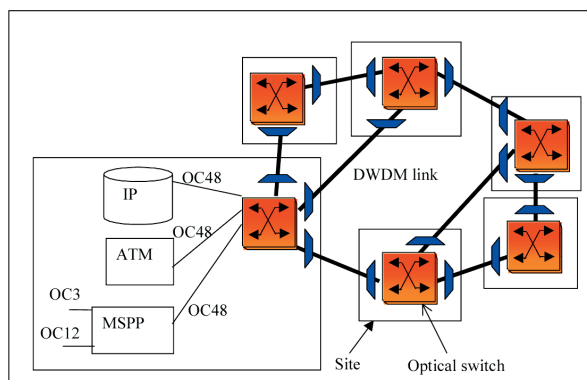 DWDM link
IP
OC48
ATM
OC48
OC3
MSPP
OC48
OC12
Site
Optical switch